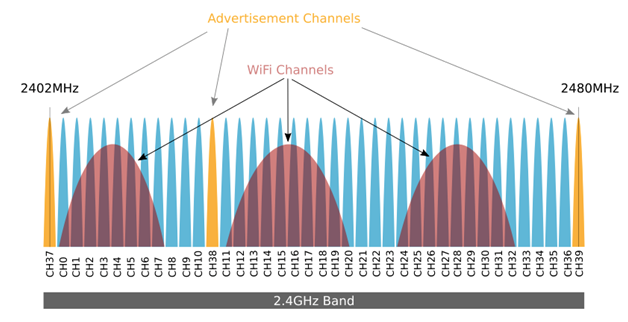 Advertisement Channels
WiFi Channels
2402MHz
2480MHz
CH37 CH0 CH1 CH2 CH3 CH4 CH5 CH6 CH7 CH8 CH9 CH10 CH38 CH11 CH12 CH13 CH14 CH15 CH16 CH17 CH18 CH19 CH20 CH21 CH22 CH23 CH24 CH25 CH26 CH27 CH28 CH29 CH30 CH31 CH32 CH33 CH34 CH35 CH36 CH39
2.4GHz Band